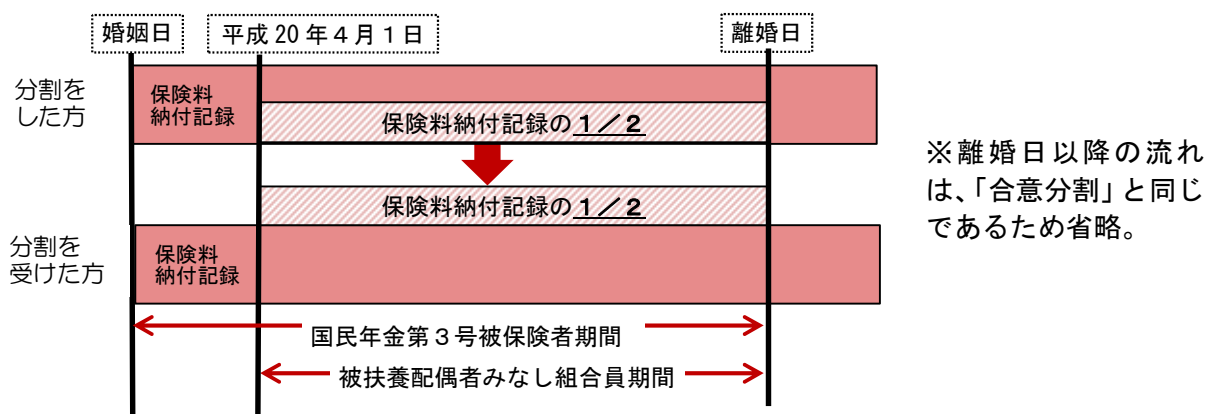 婚姻日
平成20年4月1日
離婚日
分割を
した方
保険料
納付記録
保険料納付記録の1／2
※離婚日以降の流れ
は、「合意分割」と同じ
であるため省略。
保険料納付記録の1／2
分割を
受けた方
保険料
納付記録
国民年金第3号被保険者期間
被扶養配偶者みなし組合員期間